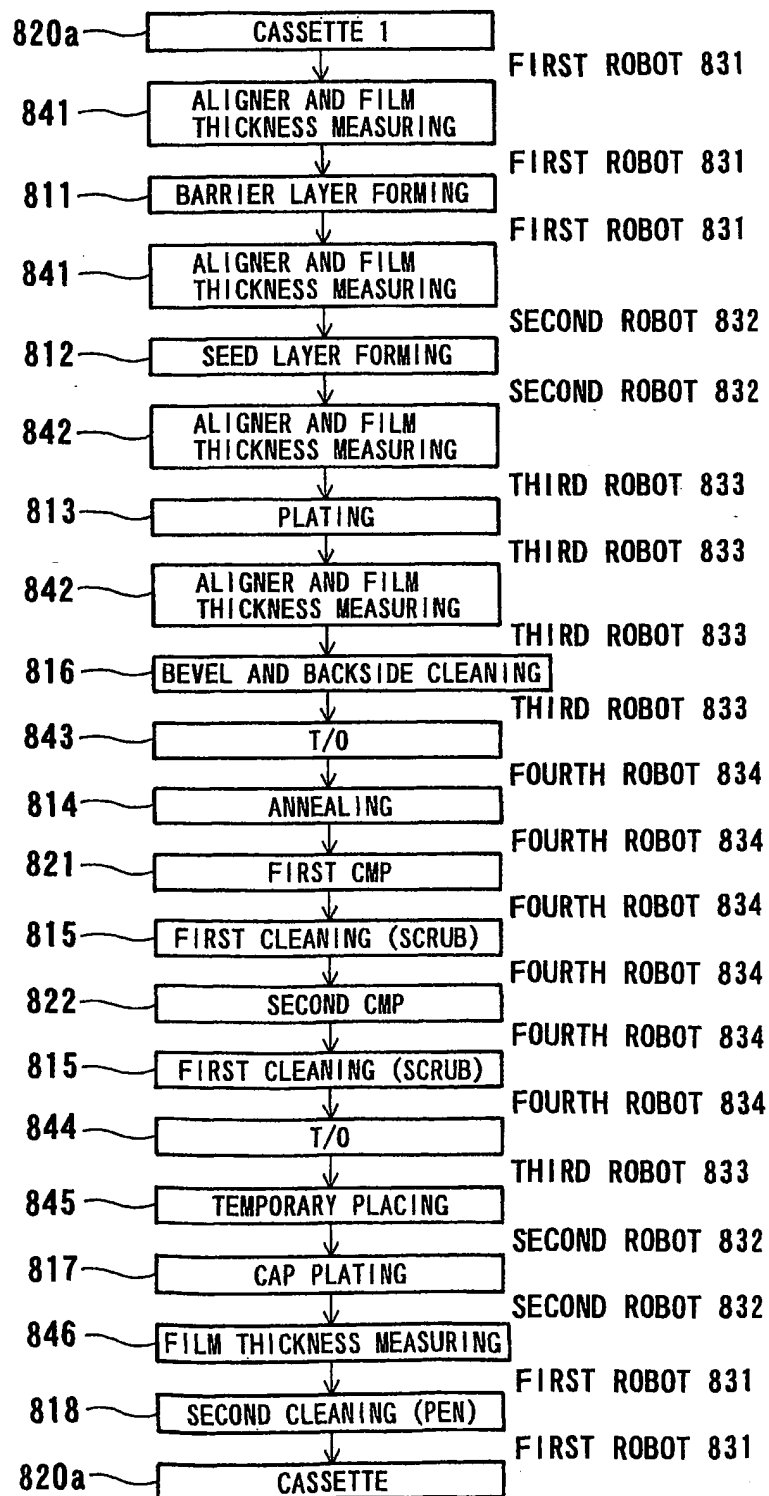 820a CASSETTE 1
FIRST ROBOT 831
841 ALIGNER AND FILM
THICKNESS MEASURING
FIRST ROBOT 831
811 BARRIER LAYER FORMING
FIRST ROBOT 831
841 ALIGNER AND FILM
THICKNESS MEASURING
SECOND ROBOT 832
812 SEED LAYER FORMING
SECOND ROBOT 832
842 ALIGNER AND FILM
THICKNESS MEASURING
THIRD ROBOT 833
813 PLATING
THIRD ROBOT 833
842 ALIGNER AND FILM
THICKNESS MEASURING
THIRD ROBOT 833
816 BEVEL AND BACKSIDE CLEANING
THIRD ROBOT 833
843 T/O
FOURTH ROBOT 834
814 ANNEALING
FOURTH ROBOT 834
821 FIRST CMP
FOURTH ROBOT 834
815 FIRST CLEANING (SCRUB)
FOURTH ROBOT 834
822 SECOND CMP
FOURTH ROBOT 834
815 FIRST CLEANING (SCRUB)
FOURTH ROBOT 834
844 T/O
THIRD ROBOT 833
845 TEMPORARY PLACING
SECOND ROBOT 832
817 CAP PLATING
SECOND ROBOT 832
846 FILM THICKNESS MEASURING
FIRST ROBOT 831
818 SECOND CLEANING (PEN)
FIRST ROBOT 831
820a CASSETTE